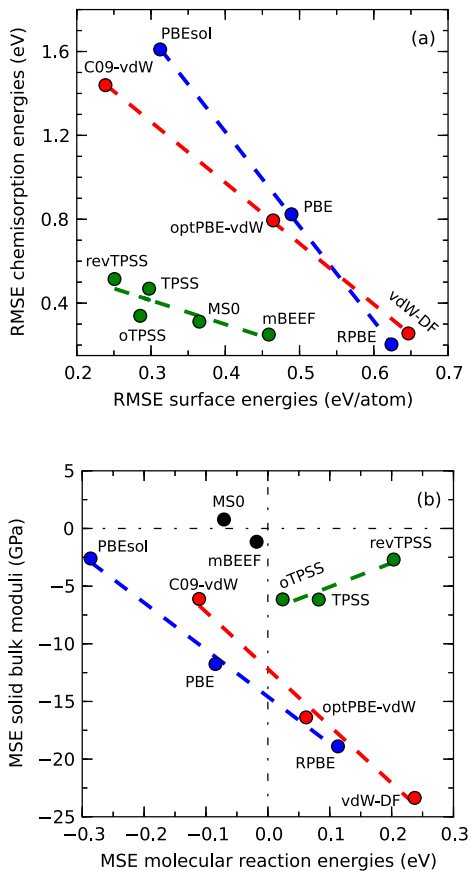 (a)
PBEsol
C09-vdW
PBE
optPBE-vdW
revTPSS
TPSS
oTPSS
MS0
mBEEF
vdW-DF
RPBE
1.6
1.2
0.8
0.4
RMSE chemisorption energies (eV)
0.2 0.3 0.4 0.5 0.6 0.7
RMSE surface energies (eV/atom)
(b)
MS0
mBEEF
PBEsol
revTPSS
C09-vdW
oTPSS
TPSS
PBE
optPBE-vdW
RPBE
vdW-DF
5
0
−5
−10
−15
−20
−25
MSE solid bulk moduli (GPa)
−0.3 −0.2 −0.1 0.0 0.1 0.2 0.3
MSE molecular reaction energies (eV)